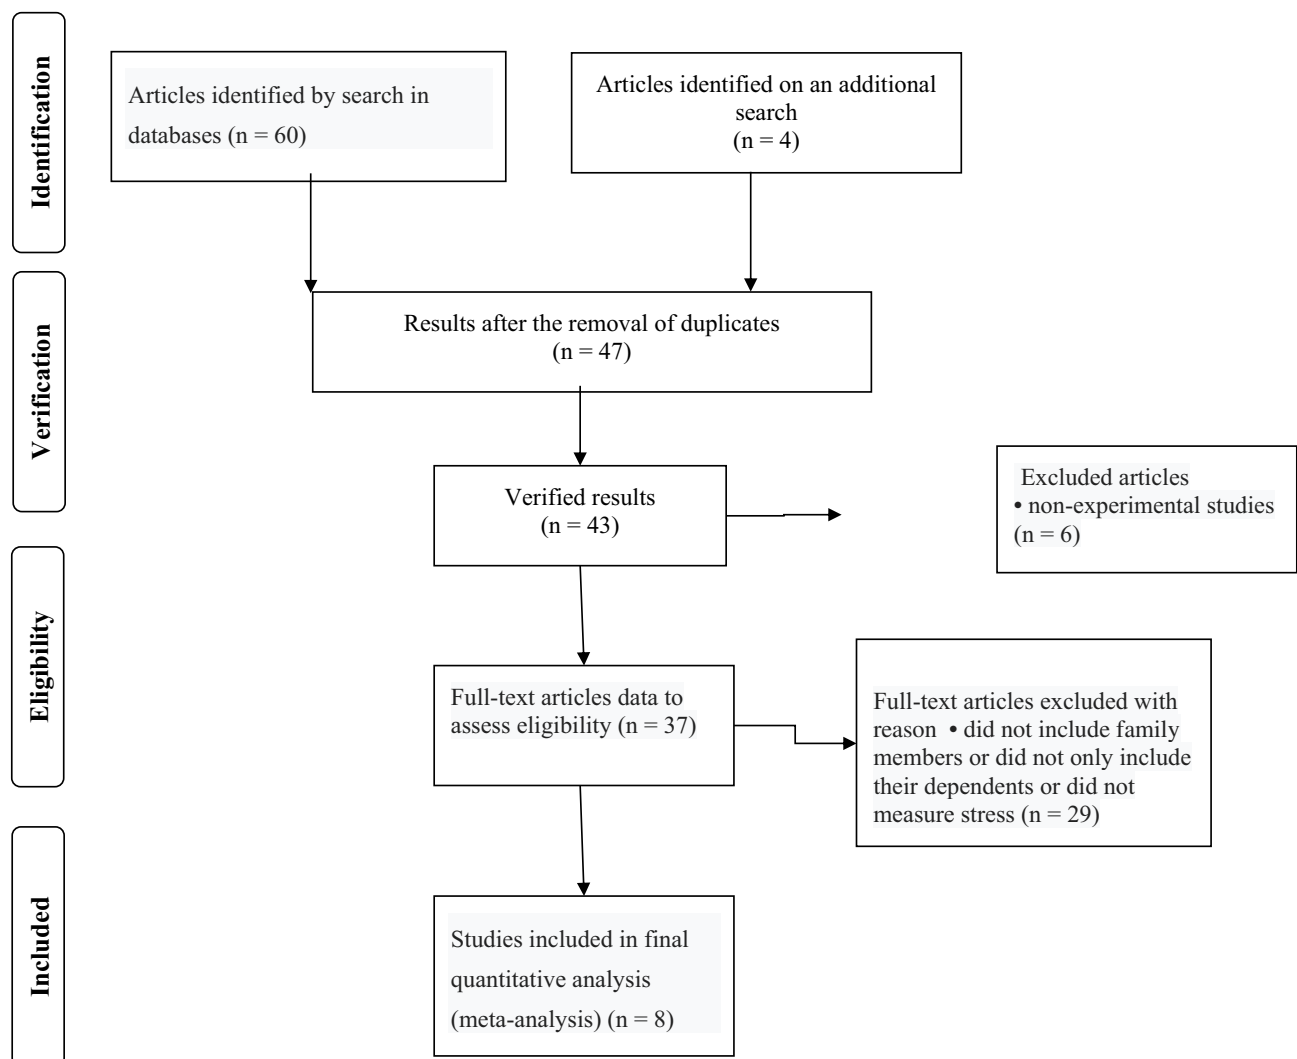 Identification
Articles identified by search in
databases (n = 60)
Articles identified on an additional
search
(n = 4)
Verification
Results after the removal of duplicates
(n = 47)
Verified results
(n = 43)
Excluded articles
• non-experimental studies
(n = 6)
Eligibility
Full-text articles data to
assess eligibility (n = 37)
Full-text articles excluded with
reason • did not include family
members or did not only include
their dependents or did not
measure stress (n = 29)
Included
Studies included in final
quantitative analysis
(meta-analysis) (n = 8)